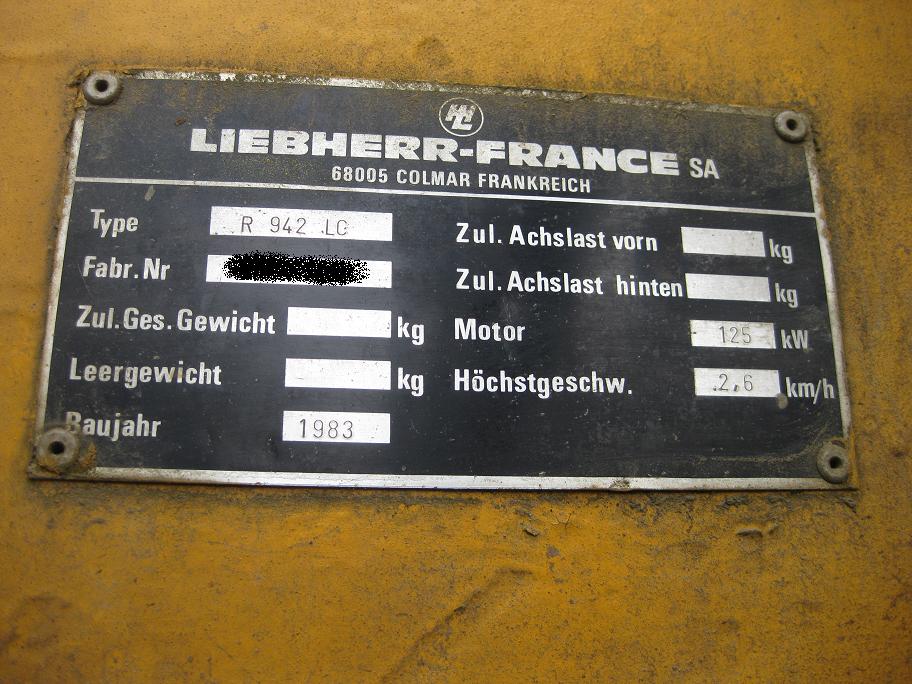 LIEBHERR-FRANCE SA
68005 COLMAR FRANKREICH
Type R 942 LC
Fabr.Nr
Zul.Ges.Gewicht kg
Leergewicht kg
Baujahr 1983
Zul. Achslast vorn kg
Zul. Achslast hinten kg
Motor 125 kW
Höchstgeschw. 2,6 km/h